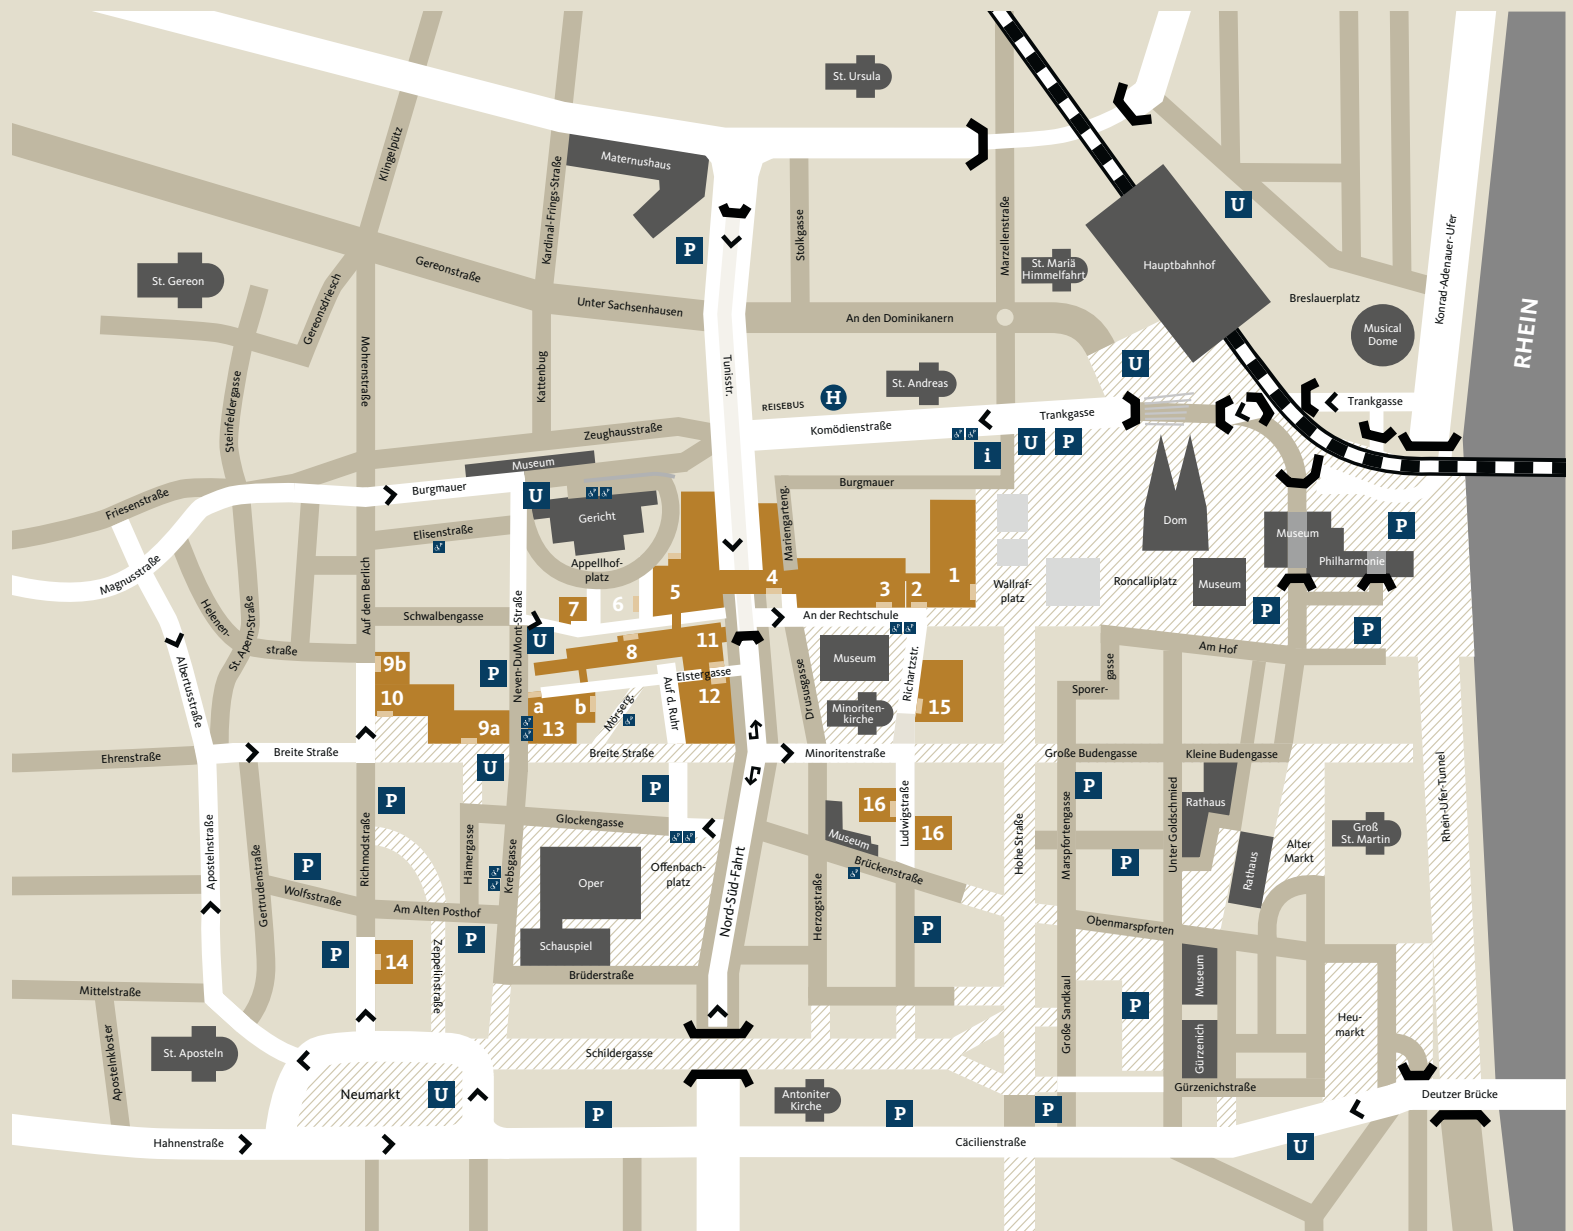 St. Ursula
Klingelpütz
Maternushaus
Kardinal-Frings-Straße
U
Stolkgasse
Marzellenstraße
P
Konrad-Adenauer-Ufer
St. Gereon
Gereonstraße
St. Mariä
Himmelfahrt
Hauptbahnhof
Gereonsdriesch
Unter Sachsenhausen
An den Dominikanern
Breslauerplatz
Musical
Dome
RHEIN
Mohrenstraße
Kattenbug
Tunisstr.
U
St. Andreas
Steinfeldergasse
REISEBUS
H
Trankgasse
Trankgasse
Komödienstraße
Zeughausstraße
U
P
i
Museum
Burgmauer
Burgmauer
U
Friesenstraße
Gericht
Mariengarteng.
Dom
Museum
P
Elisenstraße
Appellhof-
platz
Philharmonie
Magnusstraße
5
4
3
2
1
Wallraf-
platz
Roncalliplatz
Museum
Auf dem Berlich
Schwalbengasse
Neven-DuMont-Straße
7
6
An der Rechtschule
P
Helenen-
straße
St. Apern-Straße
U
8
11
P
Am Hof
9b
Museum
P
Elstergasse
Drususgasse
Richartzstr.
Sporer-
gasse
Albertusstraße
10
a
b
13
Mörserg.
Auf d. Ruhr
12
Minoriten-
kirche
15
9a
Ehrenstraße
Breite Straße
Breite Straße
Minoritenstraße
Große Budengasse
Kleine Budengasse
U
P
P
P
Rhein-Ufer-Tunnel
16
Ludwigstraße
16
Rathaus
Glockengasse
Apostelnstraße
Richmodstraße
Hämergasse
Krebsgasse
Museum
Hohe Straße
Marspfortengasse
Unter Goldschmied
Groß
St. Martin
Alter
Markt
Gertrudenstraße
P
Oper
Offenbach-
platz
Brückenstraße
P
Rathaus
Wolfsstraße
Am Alten Posthof
Nord-Süd-Fahrt
Herzogstraße
Obenmarspforten
P
P
Schauspiel
P
14
Zeppelinstraße
Brüderstraße
Museum
Mittelstraße
P
Große Sandkaul
Heu-
markt
Apostelnkloster
St. Aposteln
Schildergasse
Gürzenich
Neumarkt
U
Antoniter
Kirche
Gürzenichstraße
Deutzer Brücke
P
P
P
Hahnenstraße
Cäcilienstraße
U